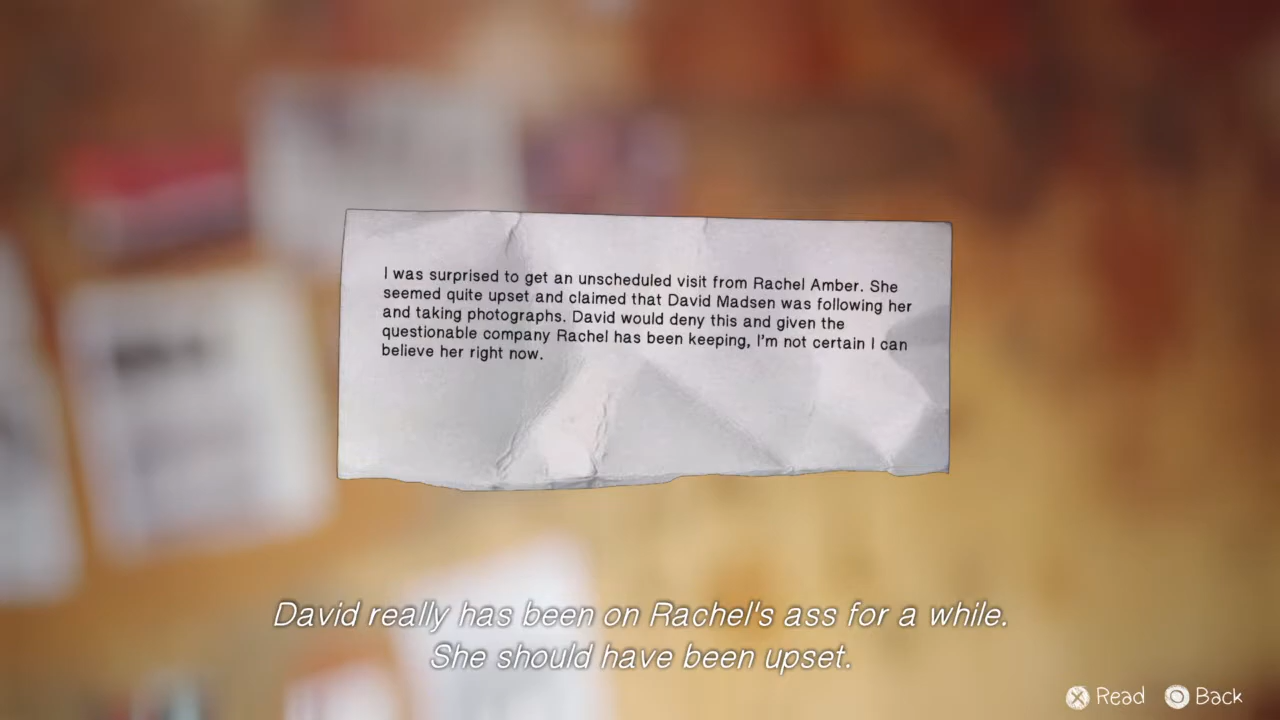 I was surprised to get an unscheduled visit from Rachel Amber. She
seemed quite upset and claimed that David Madsen was following her
and taking photographs. David would deny this and given the
questionable company Rachel has been keeping, I'm not certain I can
believe her right now.
David really has been on Rachel's ass for a while.
She should have been upset.
Read Back